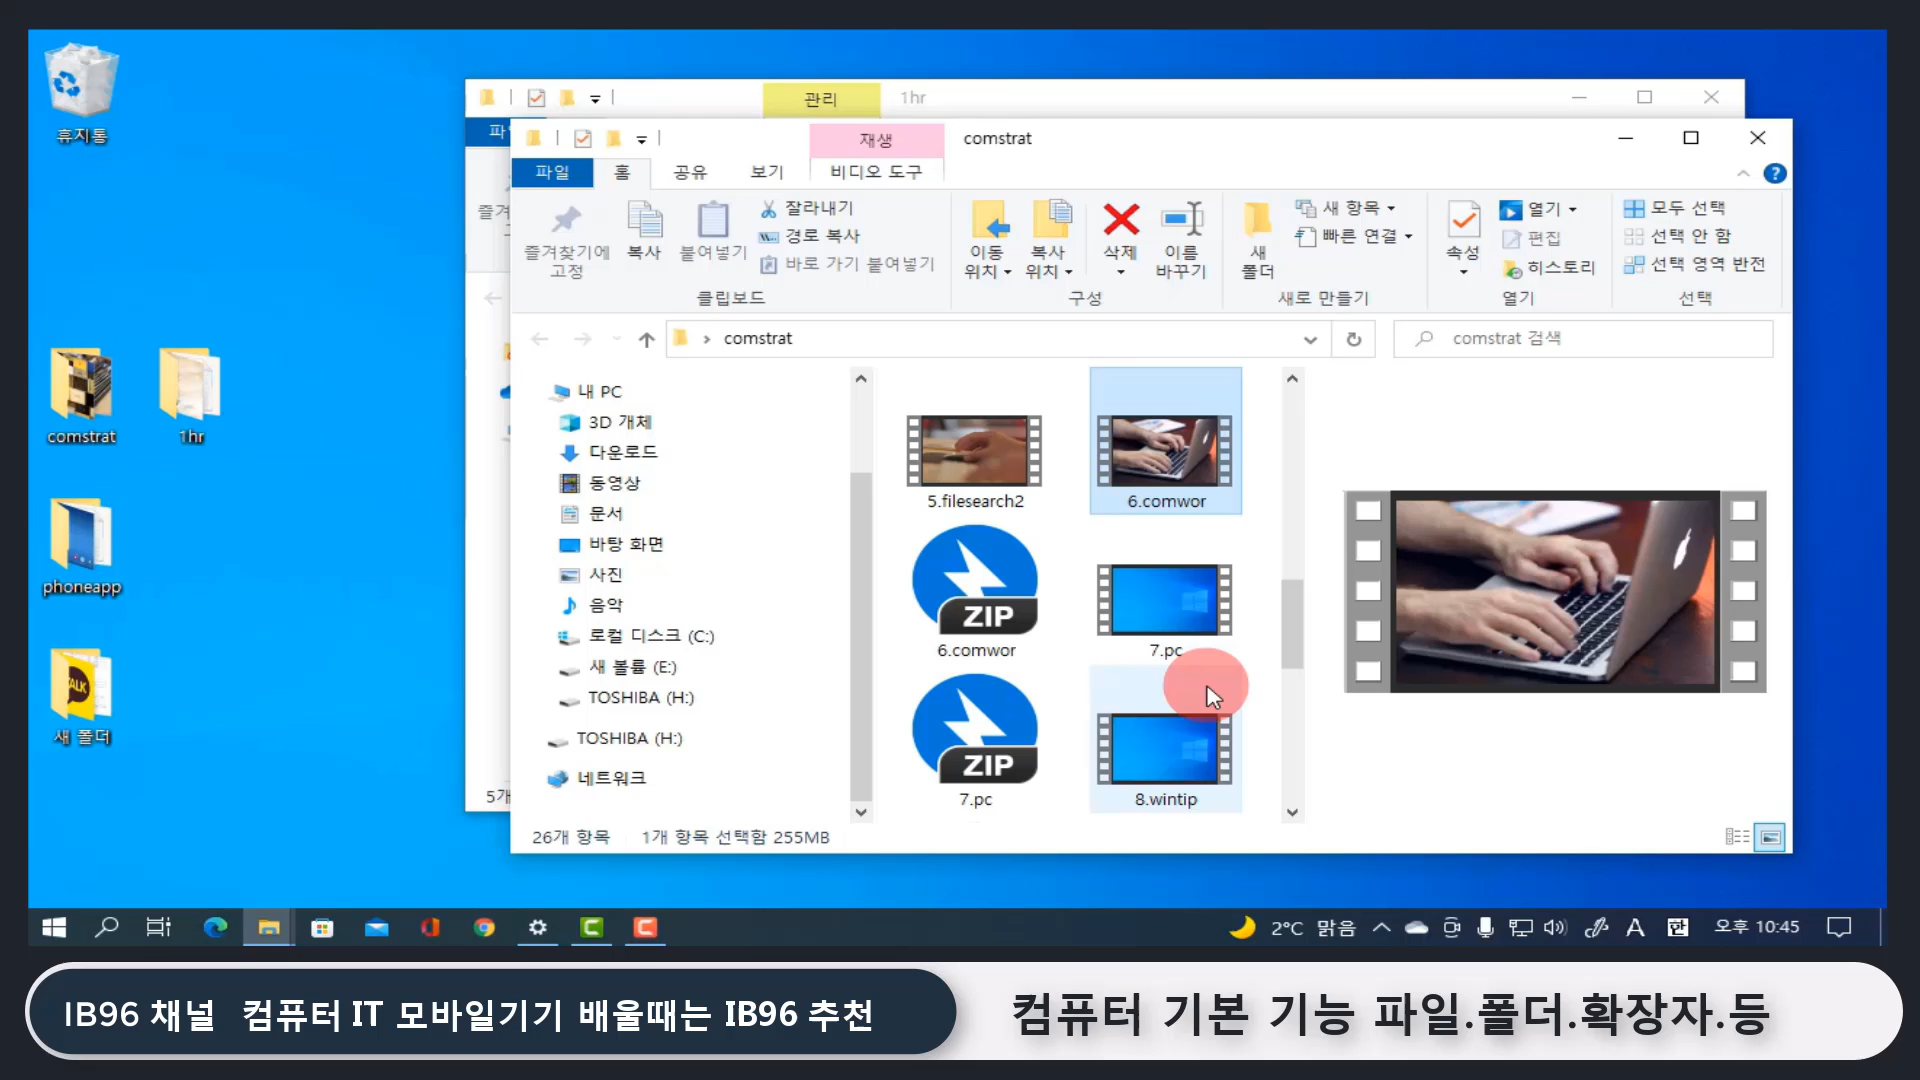 휴지통
comstrat
1hr
phoneapp
TALK
새 폴더
관리
1hr
재생
comstrat
파일
홈
공유
보기
비디오 도구
즐겨찾기에
고정
복사
붙여넣기
잘라내기
경로 복사
바로 가기 붙여넣기
클립보드
이동
위치
복사
위치
삭제
이름
바꾸기
구성
새
폴더
새 항목
빠른 연결
새로 만들기
속성
열기
편집
히스토리
열기
모두 선택
선택 안 함
선택 영역 반전
선택
comstrat
comstrat 검색
내 PC
3D 개체
다운로드
동영상
문서
바탕 화면
사진
음악
로컬 디스크 (C:)
새 볼륨 (E:)
TOSHIBA (H:)
TOSHIBA (H:)
네트워크
5.filesearch2
6.comwor
ZIP
6.comwor
7.pc
ZIP
7.pc
8.wintip
26개 항목
1개 항목 선택함 255MB
2°C 맑음
A
한
오후 10:45
IB96 채널 컴퓨터 IT 모바일기기 배울때는 IB96 추천
컴퓨터 기본 기능 파일.폴더.확장자.등